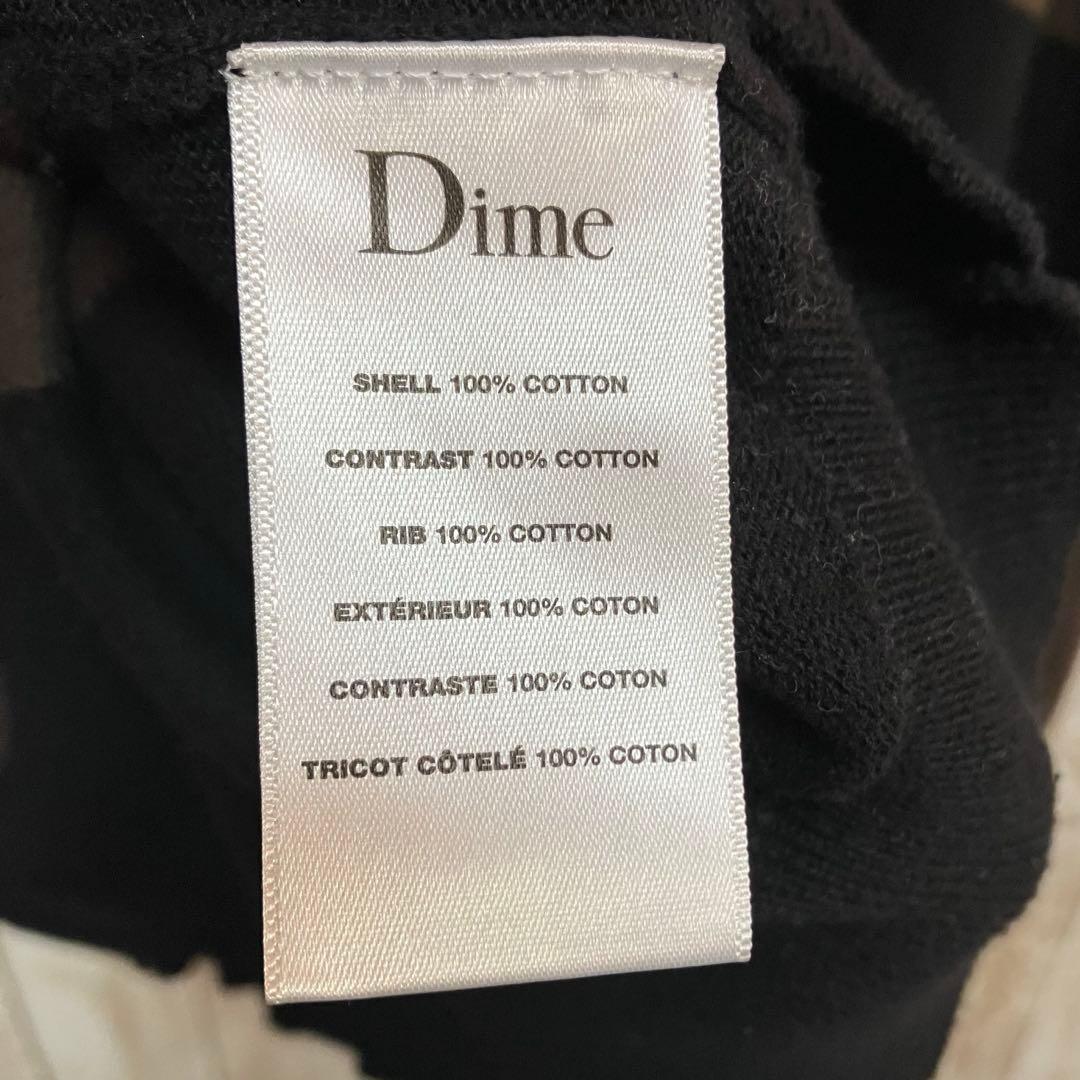 Dime
SHELL 100% COTTON
CONTRAST 100% COTTON
RIB 100% COTTON
EXTÉRIEUR 100% COTON
CONTRASTE 100% COTON
TRICOT CÔTELÉ 100% COTON